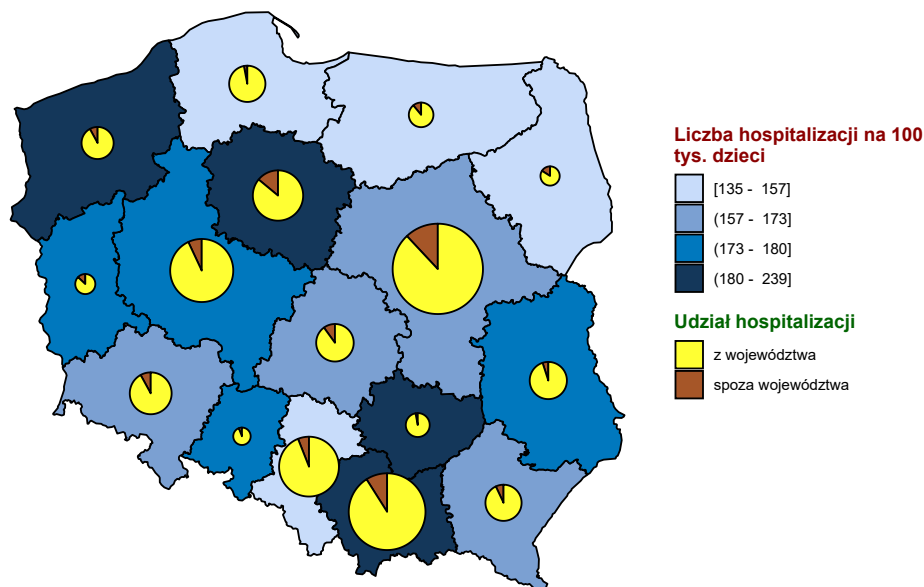 Liczba hospitalizacji na 100
tys. dzieci
[135 - 157]
(157 - 173]
(173 - 180]
(180 - 239]
Udział hospitalizacji
z województwa
spoza województwa